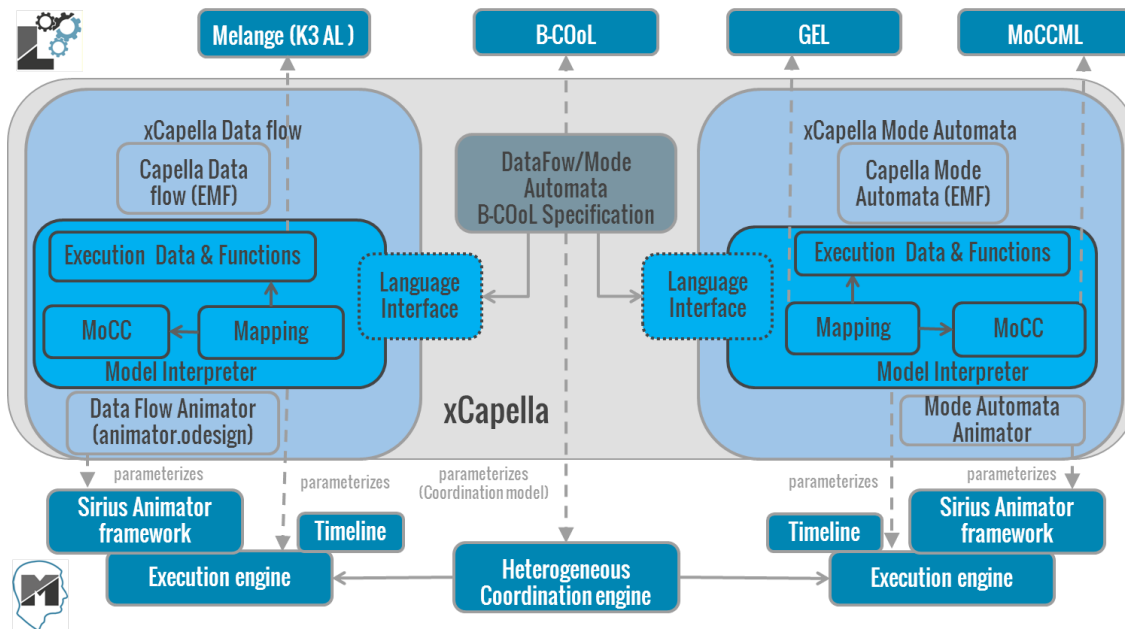 Melange (K3 AL )
B-COoL
GEL
MoCCML
xCapella Data flow
Capella Data
flow (EMF)
Execution Data & Functions
MoCC
Mapping
Model Interpreter
Language
Interface
Data Flow Animator
(animator.odesign)
DataFow/Mode
Automata
B-COoL Specification
xCapella
xCapella Mode Automata
Capella Mode
Automata (EMF)
Execution Data & Functions
Language
Interface
Mapping
MoCC
Model Interpreter
Mode Automata
Animator
parameterizes
parameterizes
parameterizes
(Coordination model)
parameterizes
parameterizes
Sirius Animator
framework
Timeline
Execution engine
Heterogeneous
Coordination engine
Timeline
Sirius Animator
framework
Execution engine
L
M